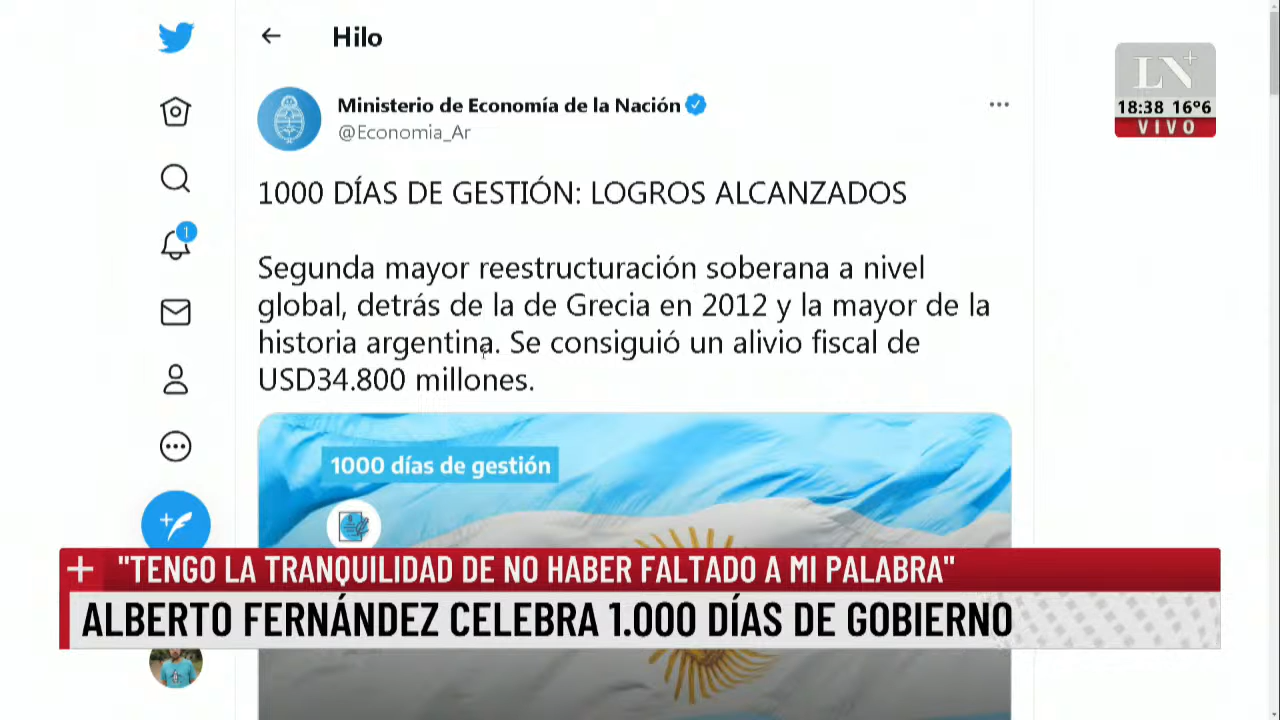 Hilo
Ministerio de Economía de la Nación
@Economia_Ar
LN+
18:38 16°6
VIVO
1000 DÍAS DE GESTIÓN: LOGROS ALCANZADOS
Segunda mayor reestructuración soberana a nivel
global, detrás de la de Grecia en 2012 y la mayor de la
historia argentina. Se consiguió un alivio fiscal de
USD34.800 millones.
1
1000 días de gestión
+ "TENGO LA TRANQUILIDAD DE NO HABER FALTADO A MI PALABRA"
ALBERTO FERNÁNDEZ CELEBRA 1.000 DÍAS DE GOBIERNO